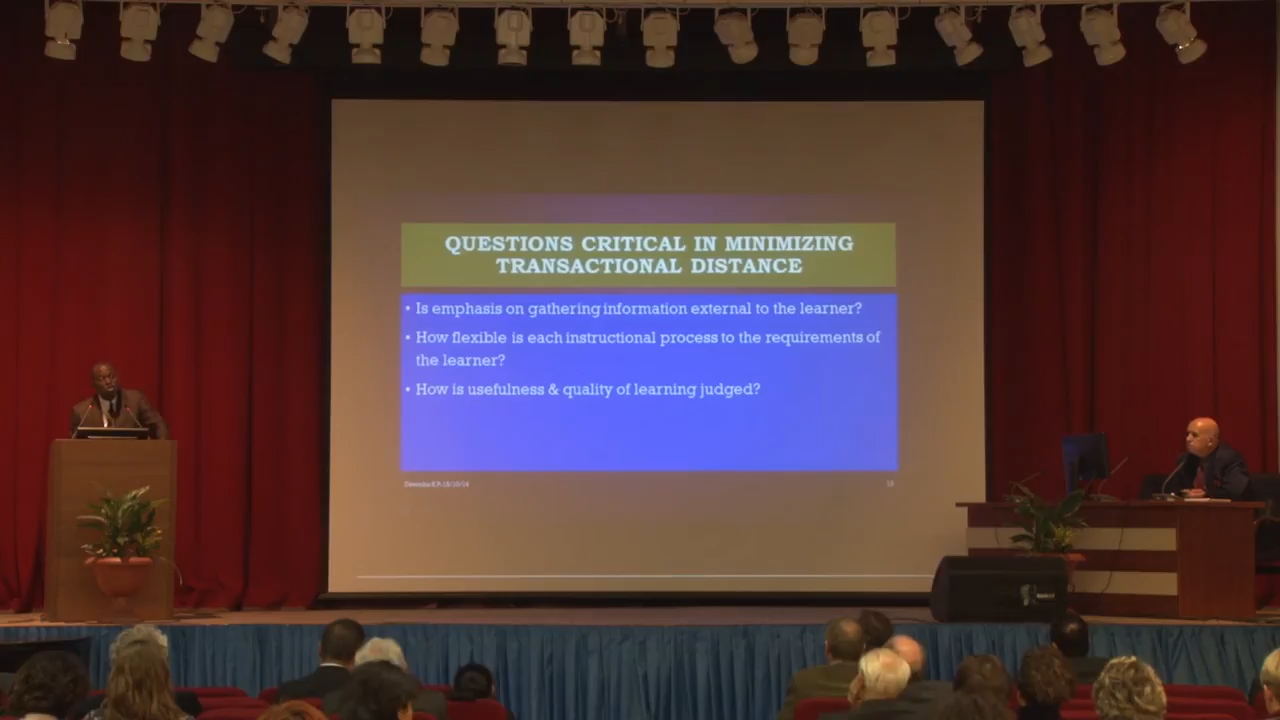 QUESTIONS CRITICAL IN MINIMIZING
TRANSACTIONAL DISTANCE
• Is emphasis on gathering information external to the learner?
• How flexible is each instructional process to the requirements of
the learner?
• How is usefulness & quality of learning judged?